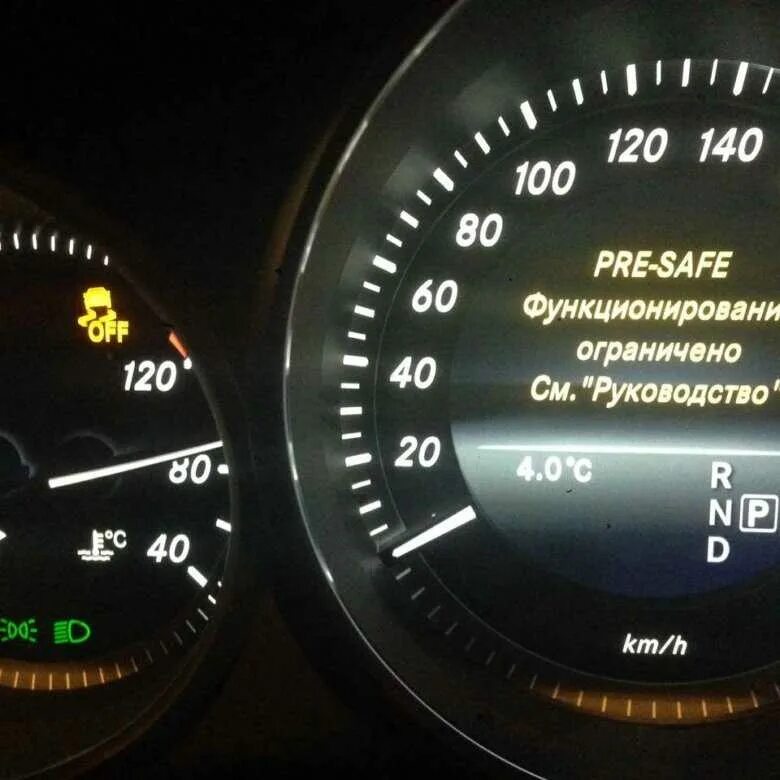 OFF
120
80
°C
40
20
40
60
80
100
120
140
PRE-SAFE
Функционировани
ограничено
См. "Руководство"
4.0°C
R
N P
D
km/h